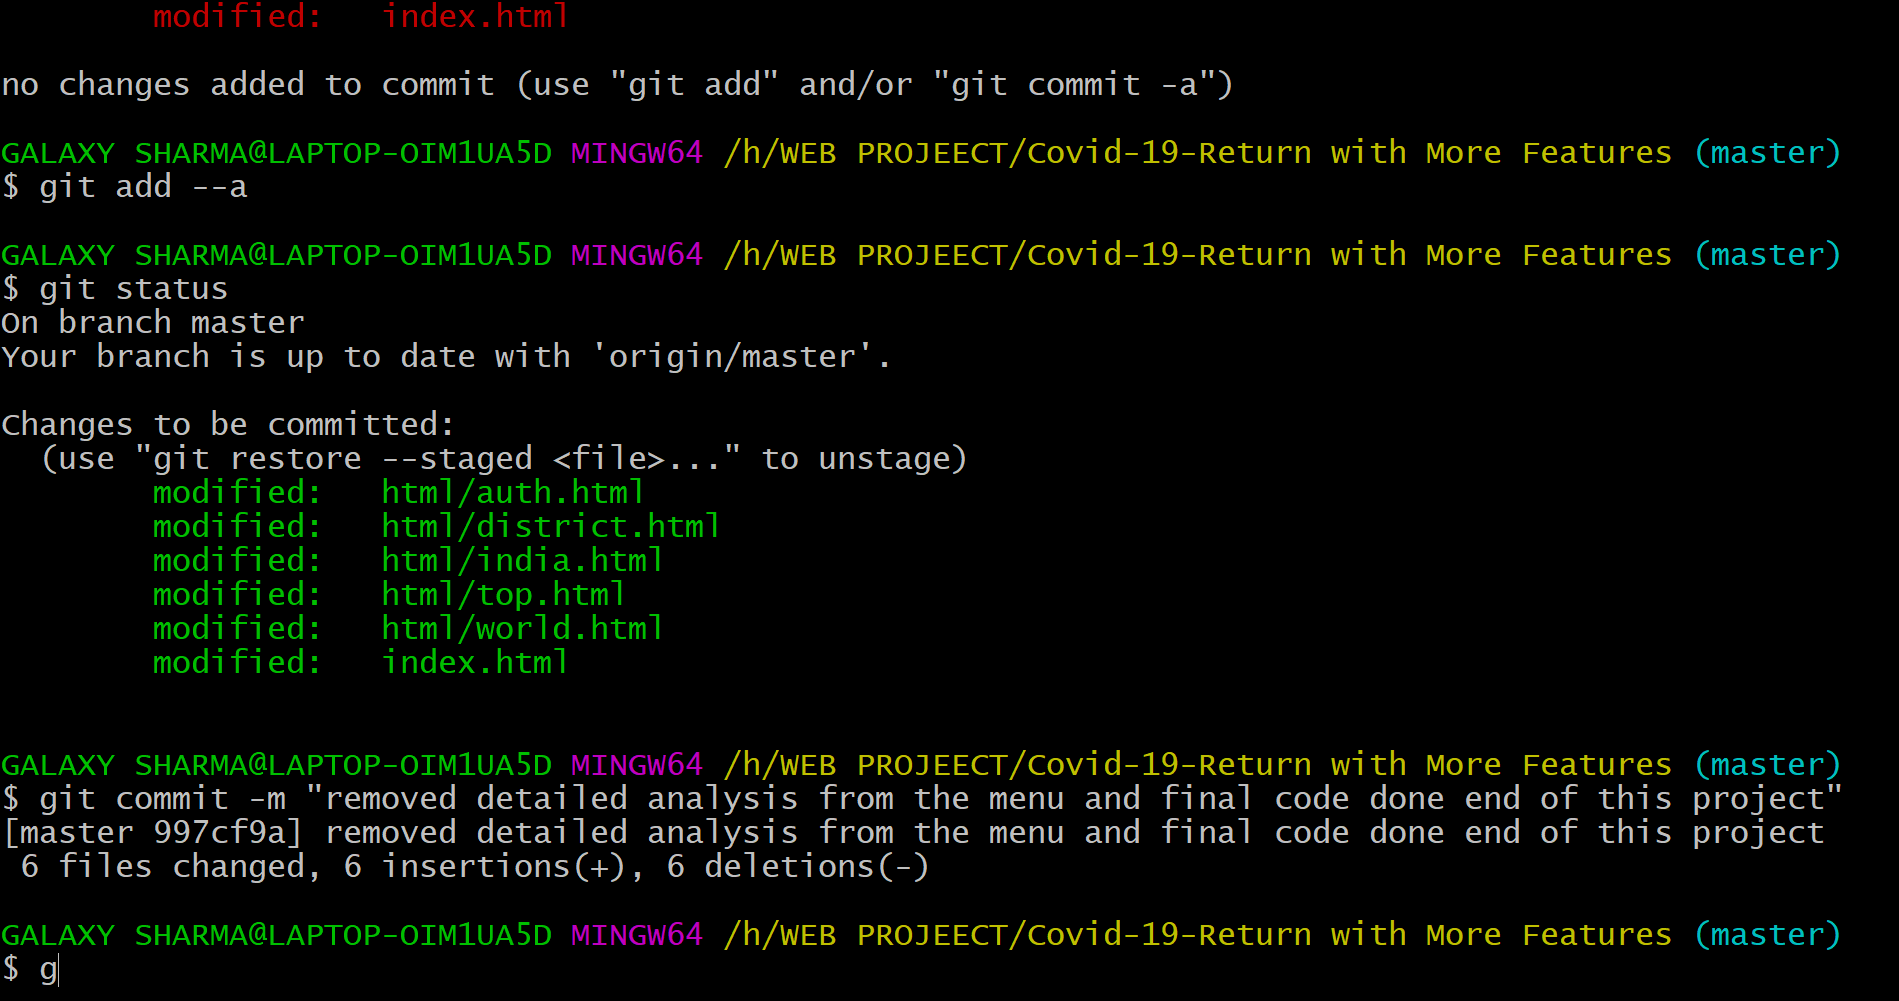 modified:   index.html
no changes added to commit (use "git add" and/or "git commit -a")
GALAXY SHARMA@LAPTOP-OIM1UA5D MINGW64 /h/WEB PROJEECT/Covid-19-Return with More Features (master)
$ git add --a
GALAXY SHARMA@LAPTOP-OIM1UA5D MINGW64 /h/WEB PROJEECT/Covid-19-Return with More Features (master)
$ git status
On branch master
Your branch is up to date with 'origin/master'.
Changes to be committed:
  (use "git restore --staged <file>..." to unstage)
        modified:   html/auth.html
        modified:   html/district.html
        modified:   html/india.html
        modified:   html/top.html
        modified:   html/world.html
        modified:   index.html
GALAXY SHARMA@LAPTOP-OIM1UA5D MINGW64 /h/WEB PROJEECT/Covid-19-Return with More Features (master)
$ git commit -m "removed detailed analysis from the menu and final code done end of this project"
[master 997cf9a] removed detailed analysis from the menu and final code done end of this project
 6 files changed, 6 insertions(+), 6 deletions(-)
GALAXY SHARMA@LAPTOP-OIM1UA5D MINGW64 /h/WEB PROJEECT/Covid-19-Return with More Features (master)
$ g